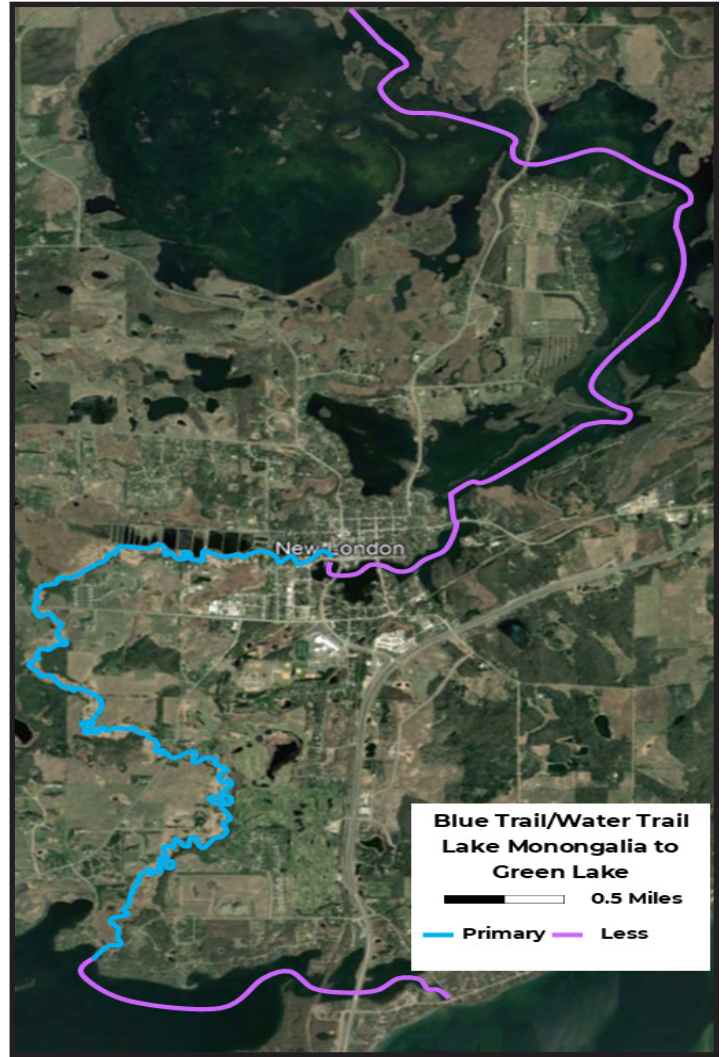 New London
Blue Trail/Water Trail
Lake Monongalia to
Green Lake
0.5 Miles
Primary Less